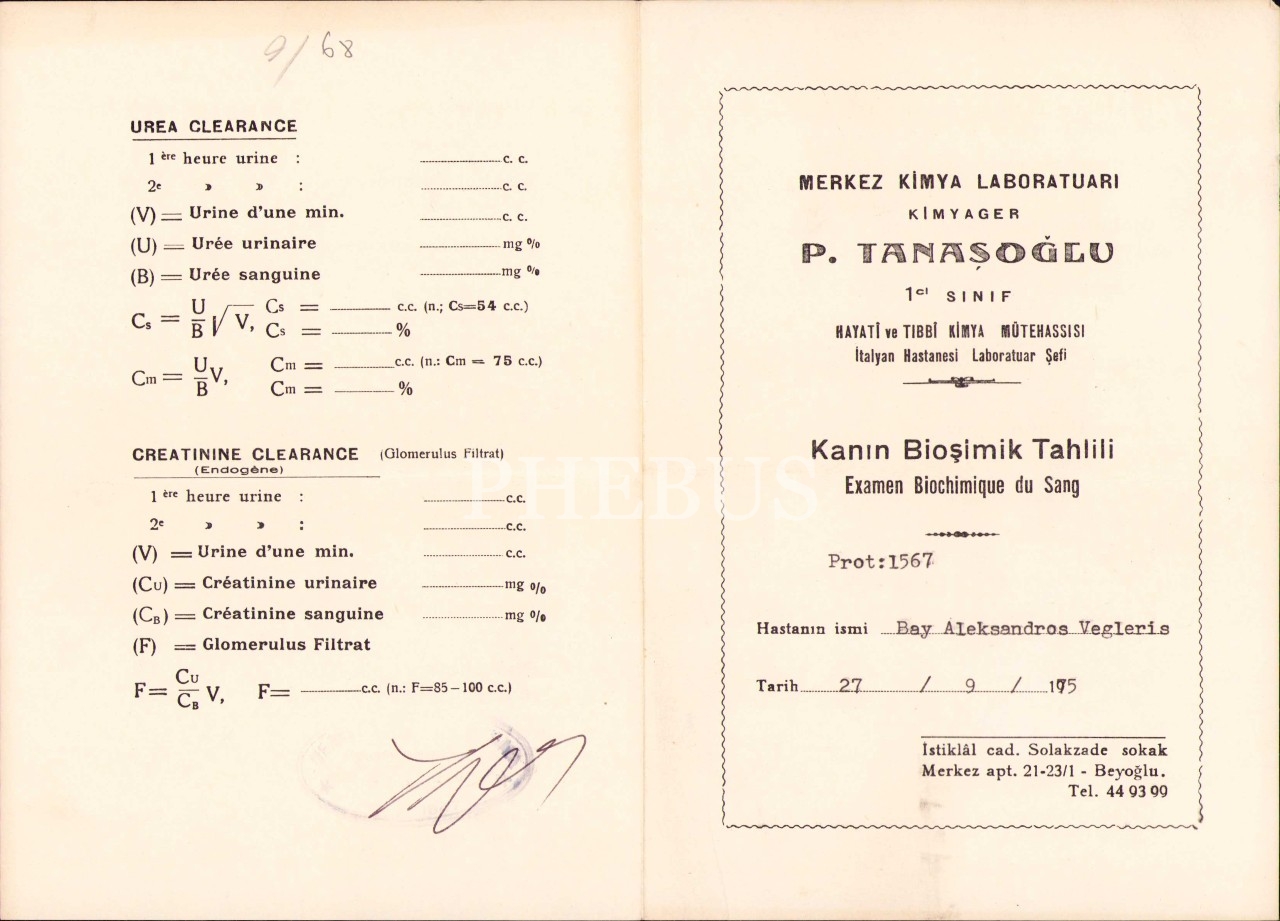 9/68
UREA CLEARANCE
1 ère heure urine : c. c.
2e » » : c. c.
(V) = Urine d'une min. c. c.
(U) = Urée urinaire mg %
(B) = Urée sanguine mg %
Cs = U/B √V, Cs = c.c. (n.; Cs=54 c.c.)
Cs = %
Cm = U/B V, Cm = c.c. (n.: Cm = 75 c.c.)
Cm = %
CREATININE CLEARANCE (Glomerulus Filtrat)
(Endogène)
1 ère heure urine : c.c.
2e » » : c.c.
(V) = Urine d'une min. c.c.
(Cu) = Créatinine urinaire mg %
(CB) = Créatinine sanguine mg %
(F) = Glomerulus Filtrat
F= Cu/CB V, F= c.c. (n.: F=85-100 c.c.)
MERKEZ KİMYA LABORATUARI
KİMYAGER
P. TANAŞOĞLU
1ci SINIF
HAYATÎ ve TIBBÎ KİMYA MÜTEHASSISI
İtalyan Hastanesi Laboratuar Şefi
Kanın Bioşimik Tahlili
Examen Biochimique du Sang
Prot:1567
Hastanın ismi Bay Aleksandros Vegleris
Tarih 27 / 9 / 175
İstiklâl cad. Solakzade sokak
Merkez apt. 21-23/1 - Beyoğlu.
Tel. 44 93 99
PHEBUS